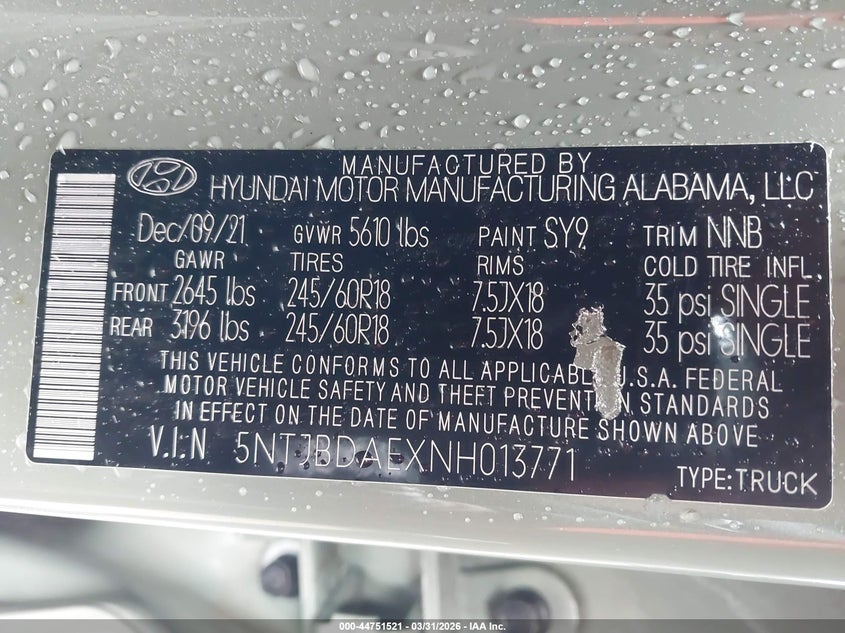 MANUFACTURED BY
HYUNDAI MOTOR MANUFACTURING ALABAMA, LLC
Dec/09/21 GVWR 5610 lbs PAINT SY9 TRIM NNB
GAWR TIRES RIMS COLD TIRE INFL.
FRONT 2645 lbs 245/60R18 7.5JX18 35 psi SINGLE
REAR 3196 lbs 245/60R18 7.5JX18 35 psi SINGLE
THIS VEHICLE CONFORMS TO ALL APPLICABL U.S.A. FEDERAL
MOTOR VEHICLE SAFETY AND THEFT PREVENTION STANDARDS
IN EFFECT ON THE DATE OF MANUFACTURE SHOWN ABOVE
V.I.N 5NTJBDAEXNH013771
TYPE:TRUCK
000-44751521 - 03/31/2026 - IAA Inc.